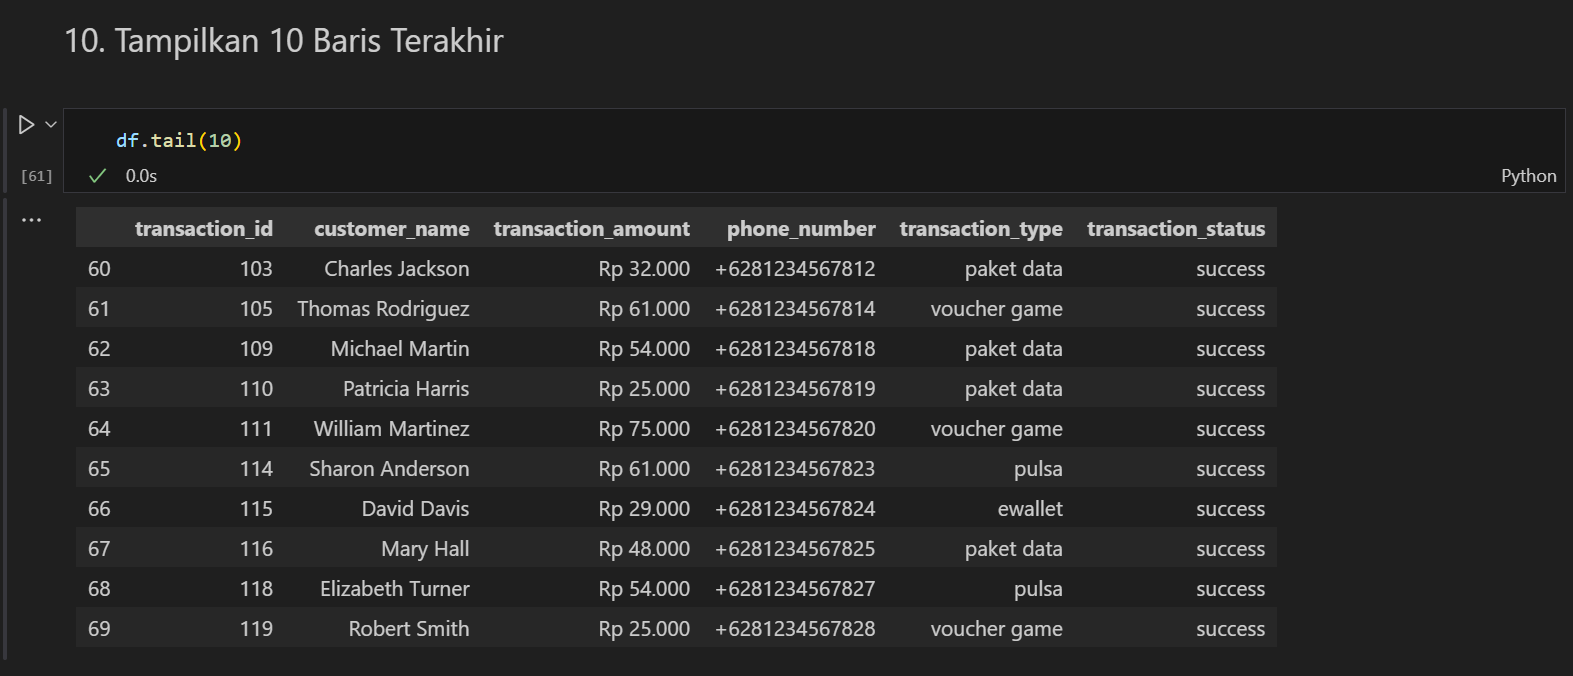 10. Tampilkan 10 Baris Terakhir
df.tail(10)
[61] 0.0s Python
transaction_id customer_name transaction_amount phone_number transaction_type transaction_status
60 103 Charles Jackson Rp 32.000 +6281234567812 paket data success
61 105 Thomas Rodriguez Rp 61.000 +6281234567814 voucher game success
62 109 Michael Martin Rp 54.000 +6281234567818 paket data success
63 110 Patricia Harris Rp 25.000 +6281234567819 paket data success
64 111 William Martinez Rp 75.000 +6281234567820 voucher game success
65 114 Sharon Anderson Rp 61.000 +6281234567823 pulsa success
66 115 David Davis Rp 29.000 +6281234567824 ewallet success
67 116 Mary Hall Rp 48.000 +6281234567825 paket data success
68 118 Elizabeth Turner Rp 54.000 +6281234567827 pulsa success
69 119 Robert Smith Rp 25.000 +6281234567828 voucher game success